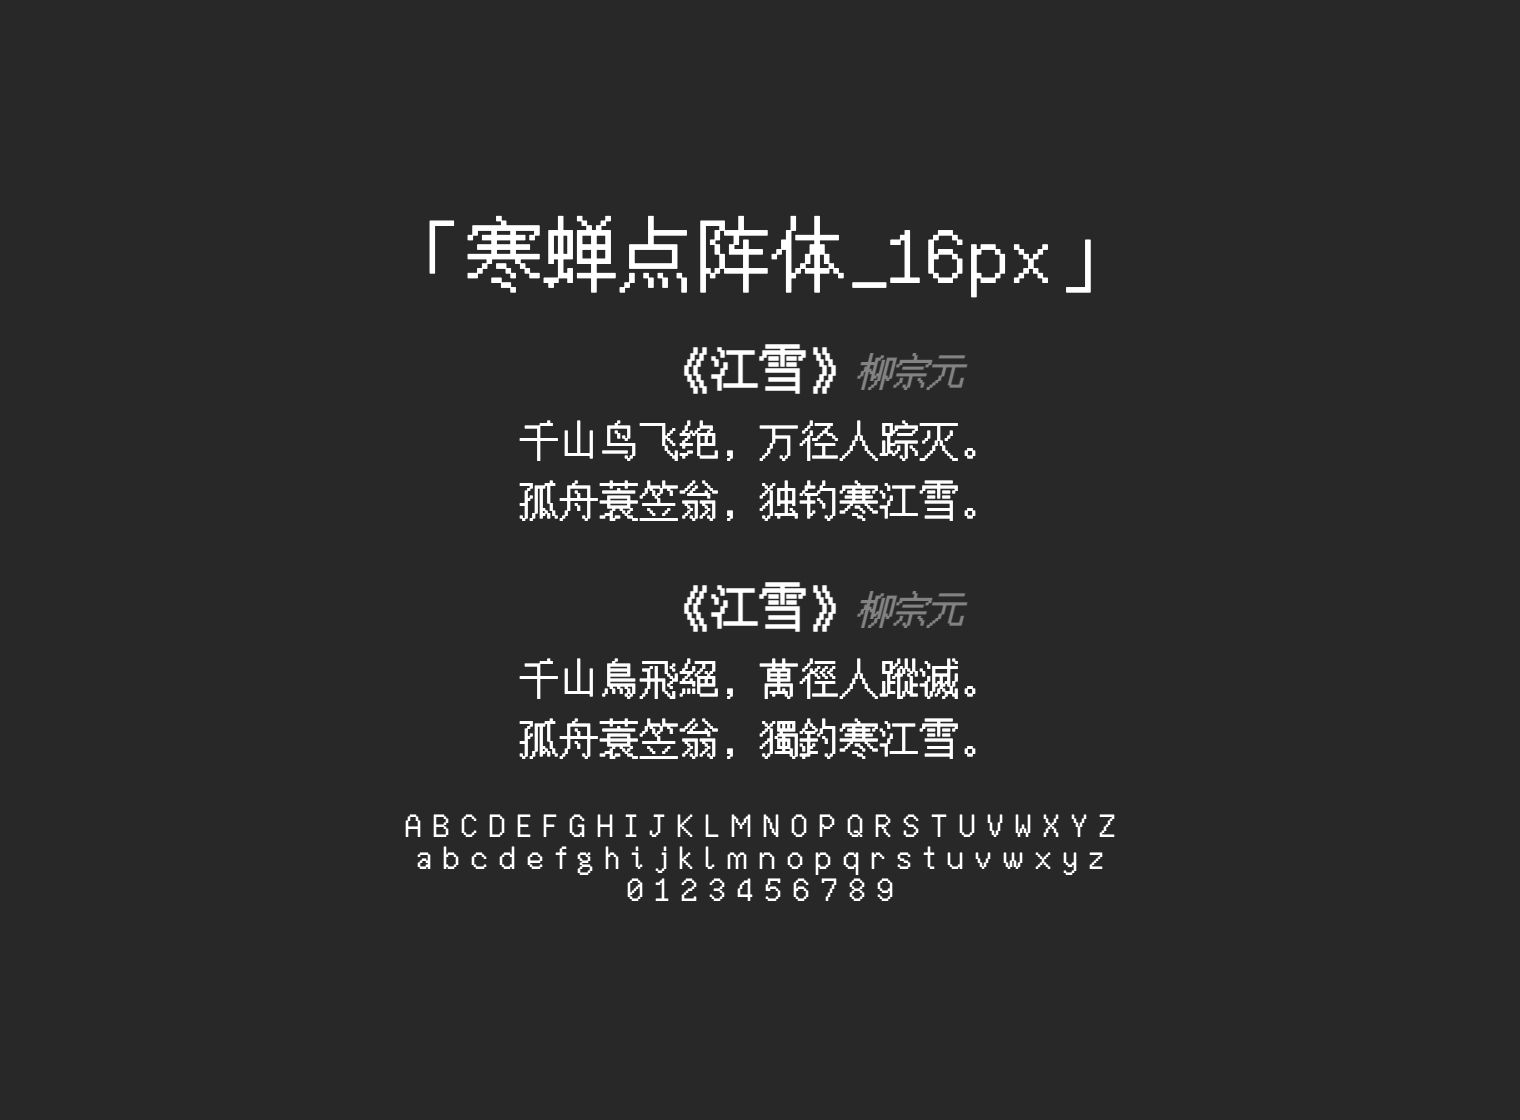 「寒蝉点阵体_16px」
《江雪》柳宗元
千山鸟飞绝，万径人踪灭。
孤舟蓑笠翁，独钓寒江雪。
《江雪》柳宗元
千山鳥飛絕，萬徑人蹤滅。
孤舟蓑笠翁，獨釣寒江雪。
A B C D E F G H I J K L M N O P Q R S T U V W X Y Z
a b c d e f g h i j k l m n o p q r s t u v w x y z
0 1 2 3 4 5 6 7 8 9